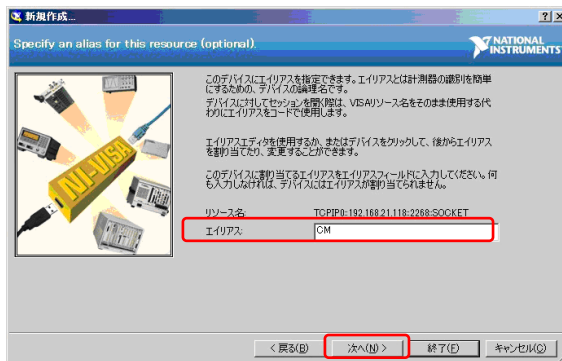 新規作成...
Specify an alias for this resource (optional).
NATIONAL
INSTRUMENTS
このデバイスにエイリアスを指定できます。エイリアスとは計測器の識別を簡単
にするための、デバイスの論理名です。
デバイスに対してセッションを開く際は、VISAリソース名をそのまま使用する代
わりにエイリアスをコードで使用します。
エイリアスエディタを使用するか、またはデバイスをクリックして、後からエイリアス
を割り当てたり、変更することができます。
このデバイスに割り当てるエイリアスをエイリアスフィールドに入力してください。何
も入力しなければ、デバイスにはエイリアスが割り当てられません。
リソース名: TCPIP0::192.168.21.118::2268::SOCKET
エイリアス: CM
NI-VISA
< 戻る(B) 次へ(N) > 終了(F) キャンセル(C)